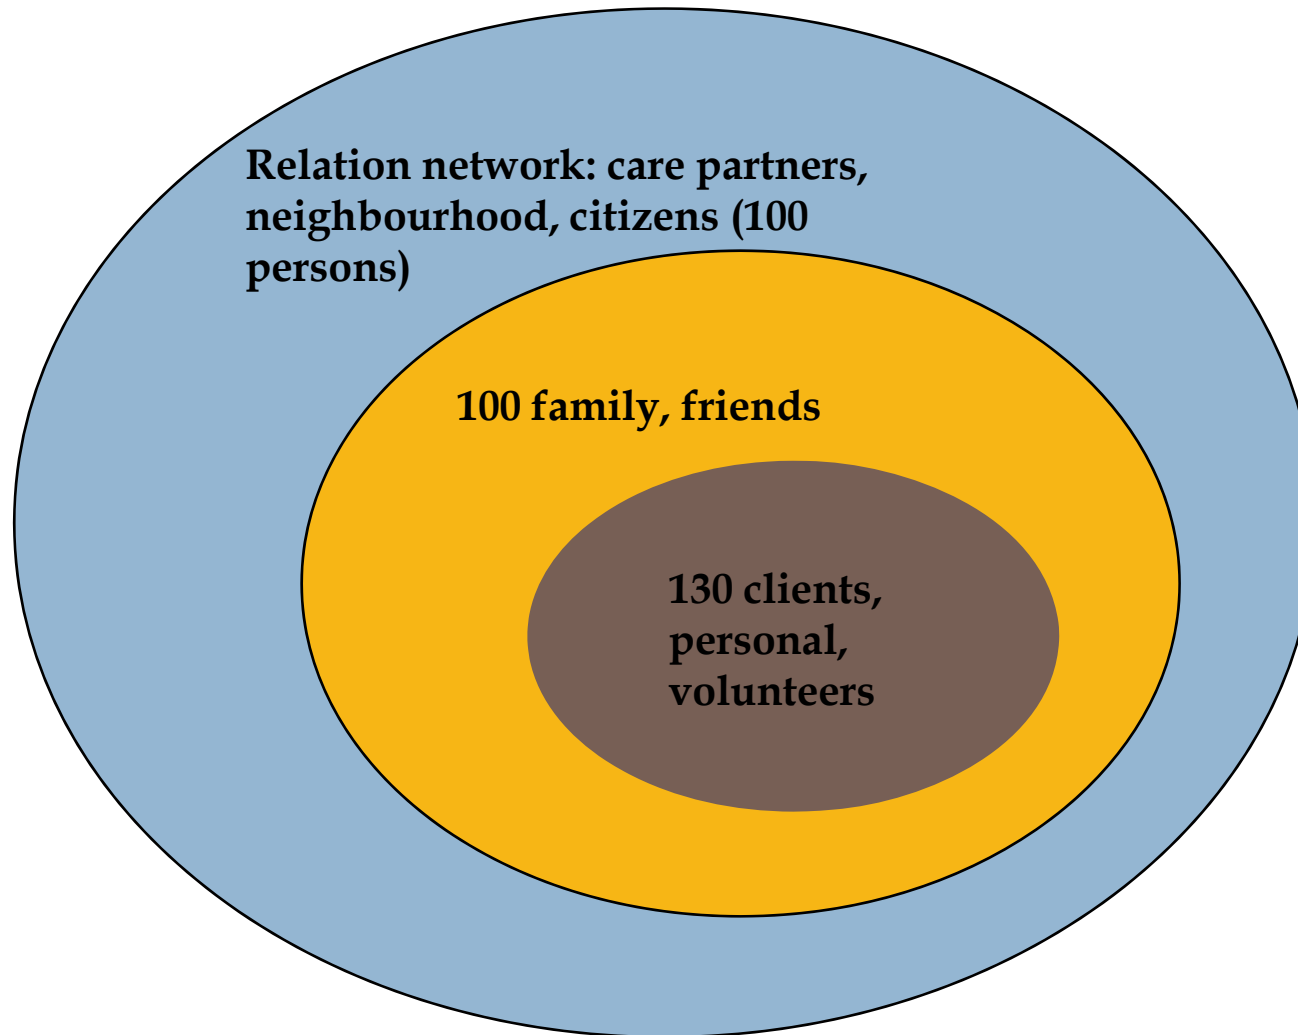 Relation network: care partners,
neighbourhood, citizens (100
persons)
100 family, friends
130 clients,
personal,
volunteers